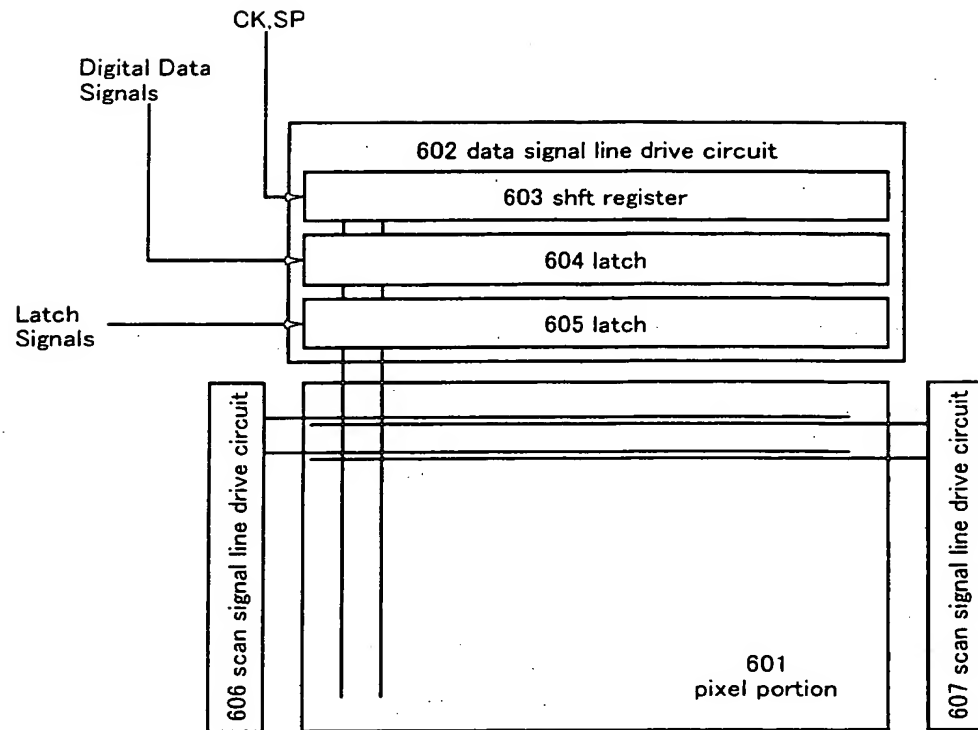 CK,SP
Digital Data
Signals
602 data signal line drive circuit
603 shft register
604 latch
Latch
Signals
605 latch
606 scan signal line drive circuit
607 scan signal line drive circuit
601
pixel portion